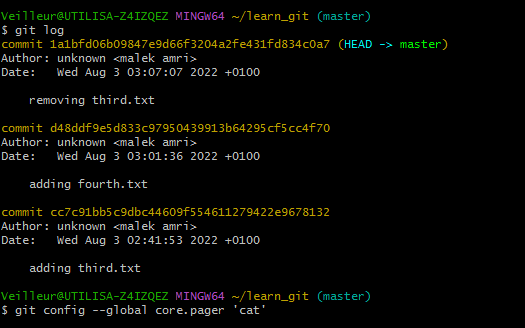 Veilleur@UTILISA-Z4IZQEZ MINGW64 ~/learn_git (master)
$ git log
commit 1a1bfd06b09847e9d66f3204a2fe431fd834c0a7 (HEAD -> master)
Author: unknown <malek amri>
Date:   Wed Aug 3 03:07:07 2022 +0100
    removing third.txt
commit d48ddf9e5d833c97950439913b64295cf5cc4f70
Author: unknown <malek amri>
Date:   Wed Aug 3 03:01:36 2022 +0100
    adding fourth.txt
commit cc7c91bb5c9dbc44609f554611279422e9678132
Author: unknown <malek amri>
Date:   Wed Aug 3 02:41:53 2022 +0100
    adding third.txt
Veilleur@UTILISA-Z4IZQEZ MINGW64 ~/learn_git (master)
$ git config --global core.pager 'cat'